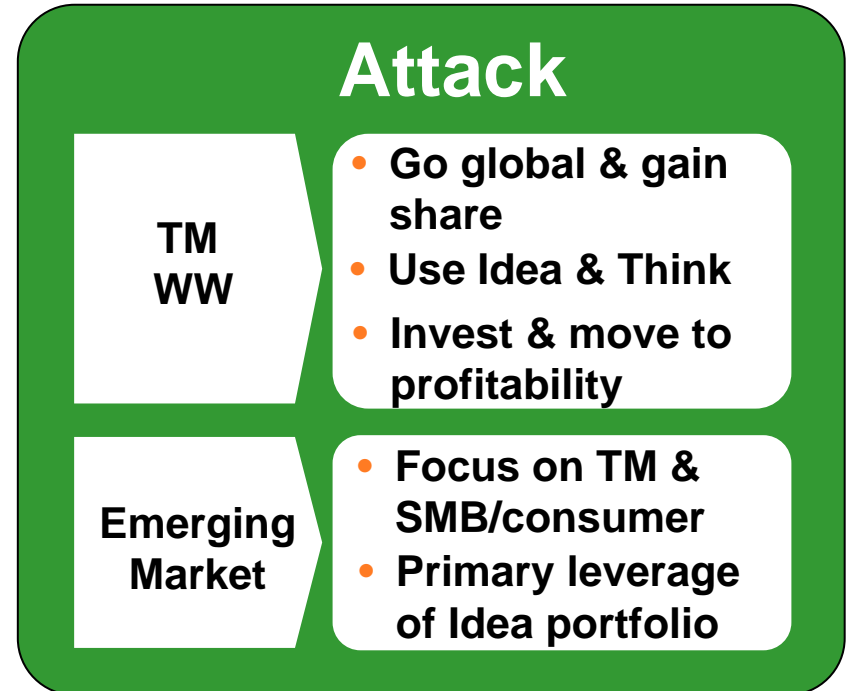 Attack
TM
WW
• Go global & gain
share
• Use Idea & Think
• Invest & move to
profitability
Emerging
Market
• Focus on TM &
SMB/consumer
• Primary leverage
of Idea portfolio